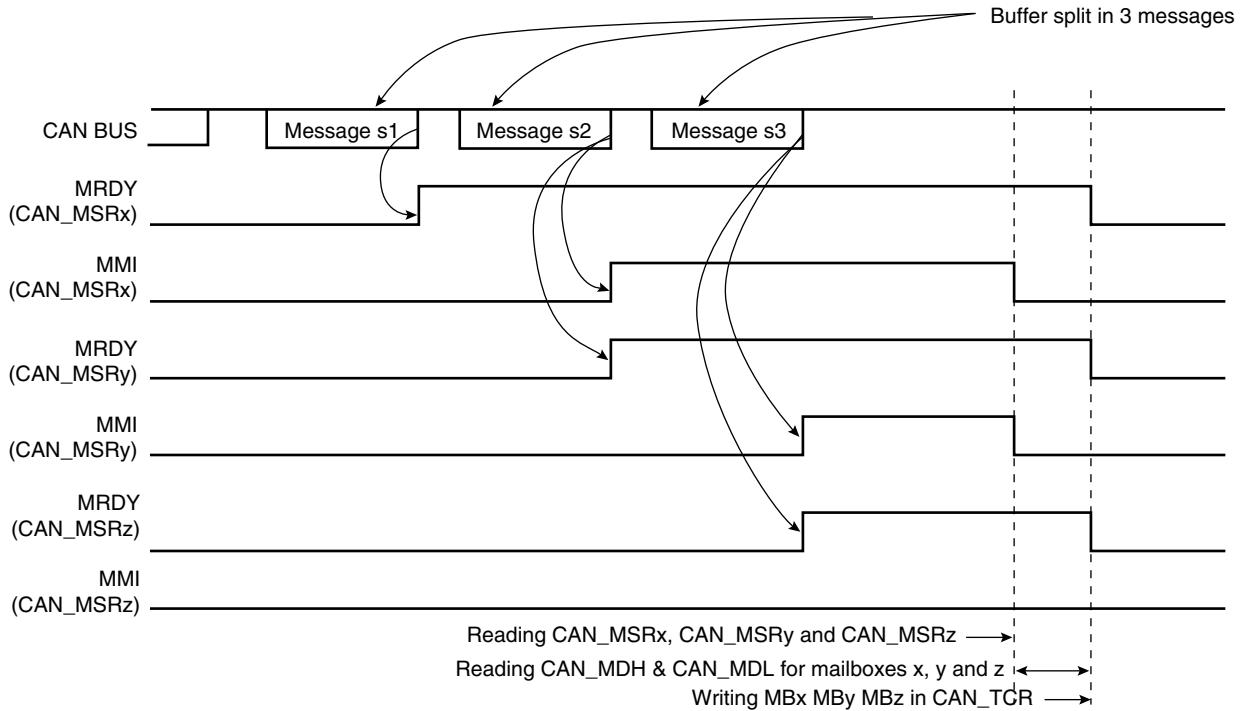 Buffer split in 3 messages
CAN BUS
Message s1
Message s2
Message s3
MRDY
(CAN_MSRx)
MMI
(CAN_MSRx)
MRDY
(CAN_MSRy)
MMI
(CAN_MSRy)
MRDY
(CAN_MSRz)
MMI
(CAN_MSRz)
Reading CAN_MSRx, CAN_MSRy and CAN_MSRz
Reading CAN_MDH & CAN_MDL for mailboxes x, y and z
Writing MBx MBy MBz in CAN_TCR